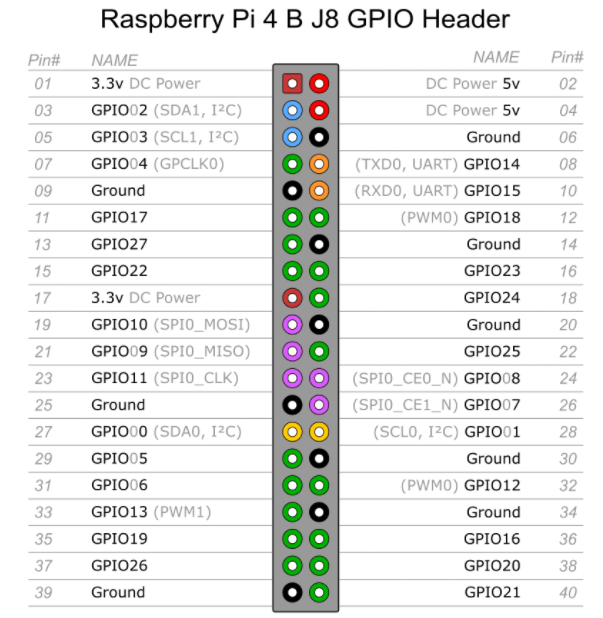 Raspberry Pi 4 B J8 GPIO Header
Pin# NAME NAME Pin#
01 3.3v DC Power DC Power 5v 02
03 GPIO02 (SDA1, I²C) DC Power 5v 04
05 GPIO03 (SCL1, I²C) Ground 06
07 GPIO04 (GPCLK0) (TXD0, UART) GPIO14 08
09 Ground (RXD0, UART) GPIO15 10
11 GPIO17 (PWM0) GPIO18 12
13 GPIO27 Ground 14
15 GPIO22 GPIO23 16
17 3.3v DC Power GPIO24 18
19 GPIO10 (SPI0_MOSI) Ground 20
21 GPIO09 (SPI0_MISO) GPIO25 22
23 GPIO11 (SPI0_CLK) (SPI0_CE0_N) GPIO08 24
25 Ground (SPI0_CE1_N) GPIO07 26
27 GPIO00 (SDA0, I²C) (SCL0, I²C) GPIO01 28
29 GPIO05 Ground 30
31 GPIO06 (PWM0) GPIO12 32
33 GPIO13 (PWM1) Ground 34
35 GPIO19 GPIO16 36
37 GPIO26 GPIO20 38
39 Ground GPIO21 40